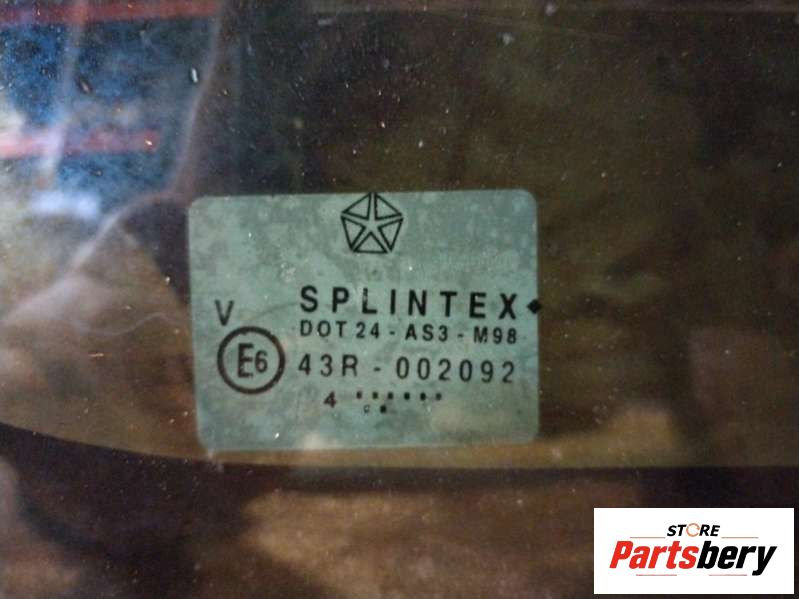 V SPLINTEX
DOT 24 - AS3 - M98
E6 43R - 002092
4
STORE
Partsbery